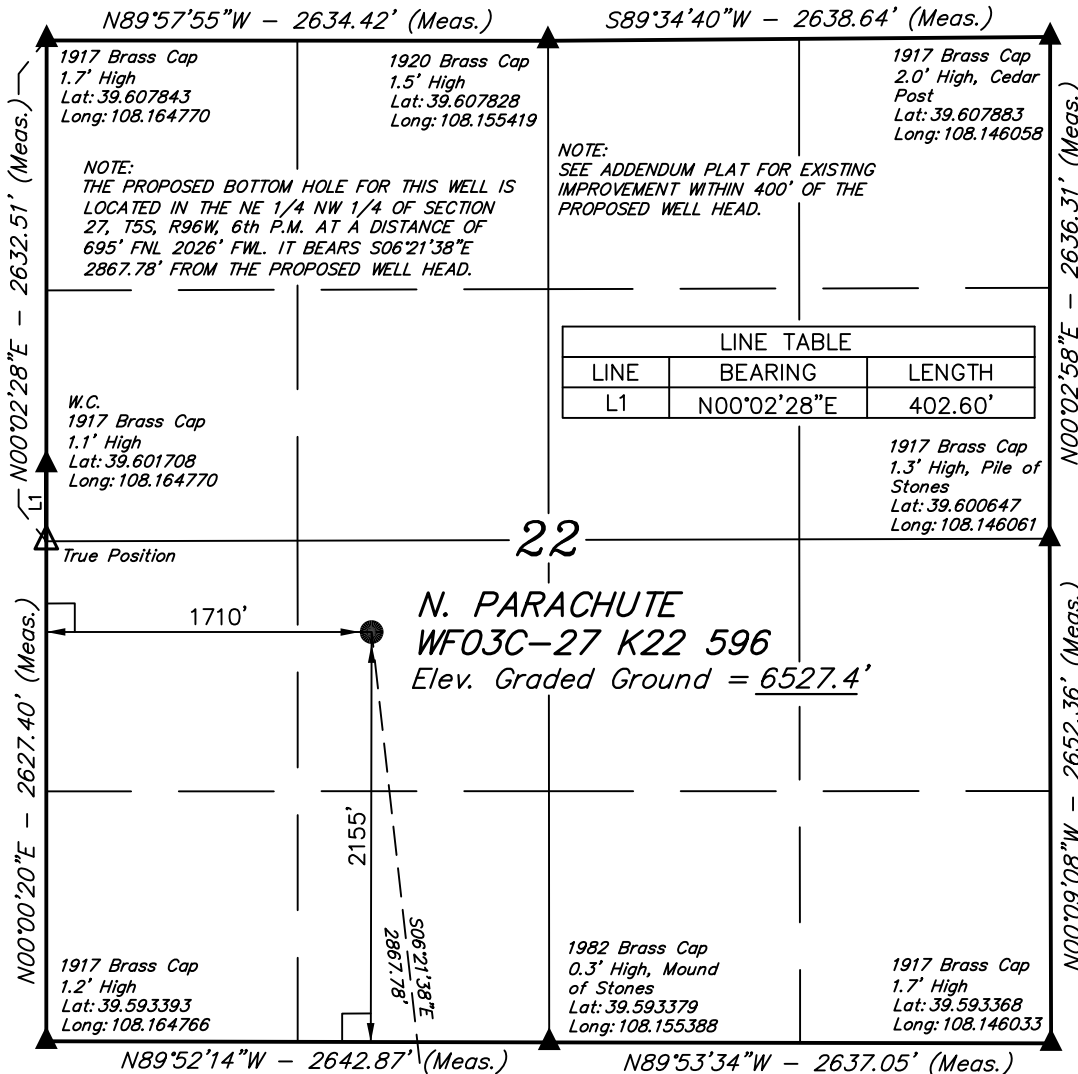 N89°57'55"W - 2634.42' (Meas.)
S89°34'40"W - 2638.64' (Meas.)
1917 Brass Cap
1.7' High
Lat: 39.607843
Long: 108.164770
1920 Brass Cap
1.5' High
Lat: 39.607828
Long: 108.155419
1917 Brass Cap
2.0' High, Cedar
Post
Lat: 39.607883
Long: 108.146058
N00°02'28"E - 2632.51' (Meas.)
N00°02'58"E - 2636.31' (Meas.)
NOTE:
THE PROPOSED BOTTOM HOLE FOR THIS WELL IS
LOCATED IN THE NE 1/4 NW 1/4 OF SECTION
27, T5S, R96W, 6th P.M. AT A DISTANCE OF
695' FNL 2026' FWL. IT BEARS S06°21'38"E
2867.78' FROM THE PROPOSED WELL HEAD.
NOTE:
SEE ADDENDUM PLAT FOR EXISTING
IMPROVEMENT WITHIN 400' OF THE
PROPOSED WELL HEAD.
LINE TABLE
LINE BEARING LENGTH
L1 N00°02'28"E 402.60'
W.C.
1917 Brass Cap
1.1' High
Lat: 39.601708
Long: 108.164770
1917 Brass Cap
1.3' High, Pile of
Stones
Lat: 39.600647
Long: 108.146061
L1
True Position
22
N. PARACHUTE
WF03C-27 K22 596
Elev. Graded Ground = 6527.4'
1710'
2155'
S06°21'38"E
2867.78'
N00°00'20"E - 2627.40' (Meas.)
N00°09'08"W - 2652.36' (Meas.)
1917 Brass Cap
1.2' High
Lat: 39.593393
Long: 108.164766
1982 Brass Cap
0.3' High, Mound
of Stones
Lat: 39.593379
Long: 108.155388
1917 Brass Cap
1.7' High
Lat: 39.593368
Long: 108.146033
N89°52'14"W - 2642.87' (Meas.)
N89°53'34"W - 2637.05' (Meas.)